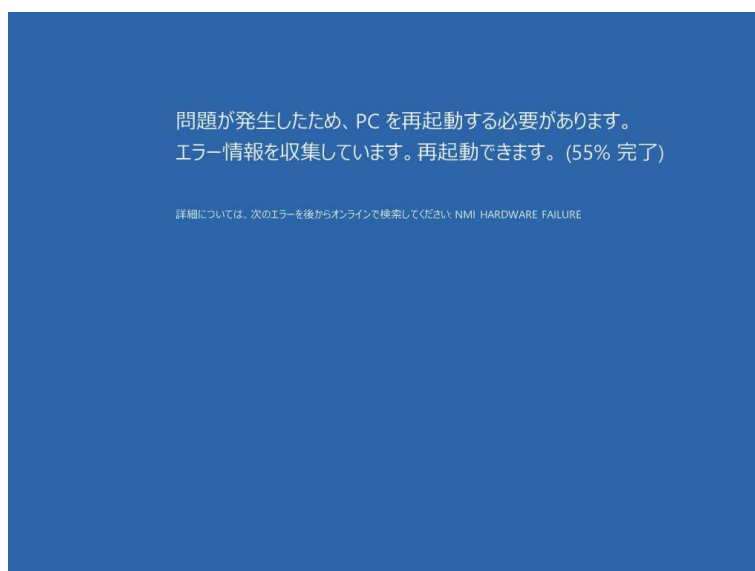 問題が発生したため、PC を再起動する必要があります。
エラー情報を収集しています。再起動できます。 (55% 完了)
詳細については、次のエラーを後からオンラインで検索してください: NMI HARDWARE FAILURE